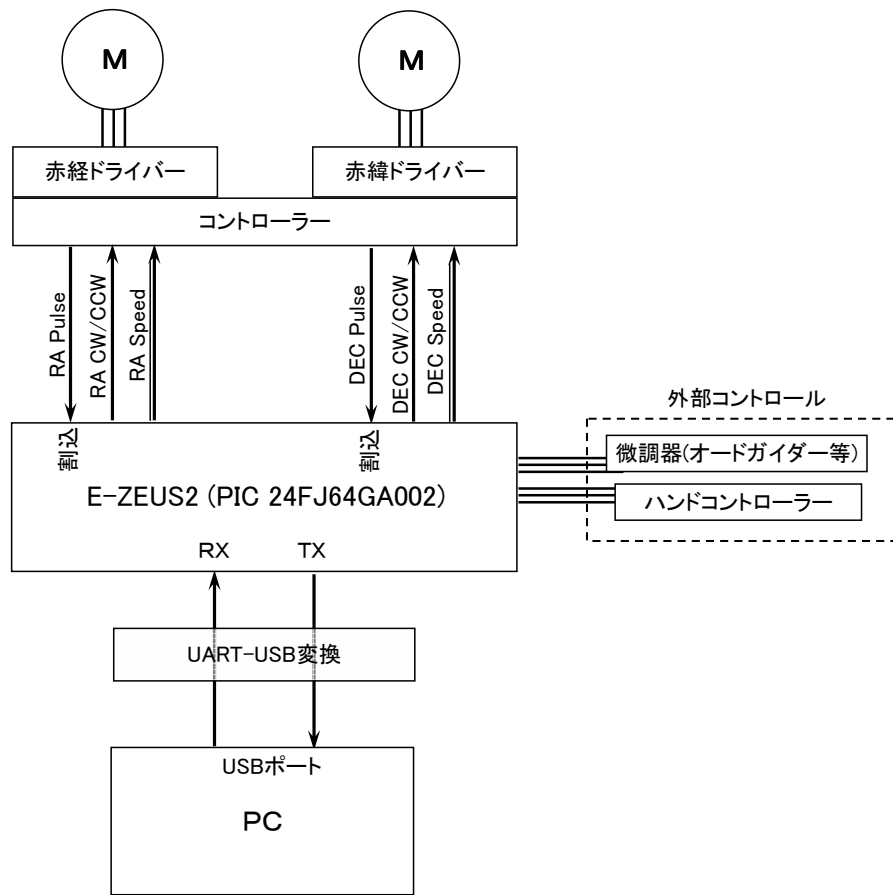 M
M
赤経ドライバー
赤緯ドライバー
コントローラー
RA Pulse
RA CW/CCW
RA Speed
DEC Pulse
DEC CW/CCW
DEC Speed
外部コントロール
割込
割込
微調器(オードガイダー等)
E-ZEUS2 (PIC 24FJ64GA002)
ハンドコントローラー
RX
TX
UART-USB変換
USBポート
PC